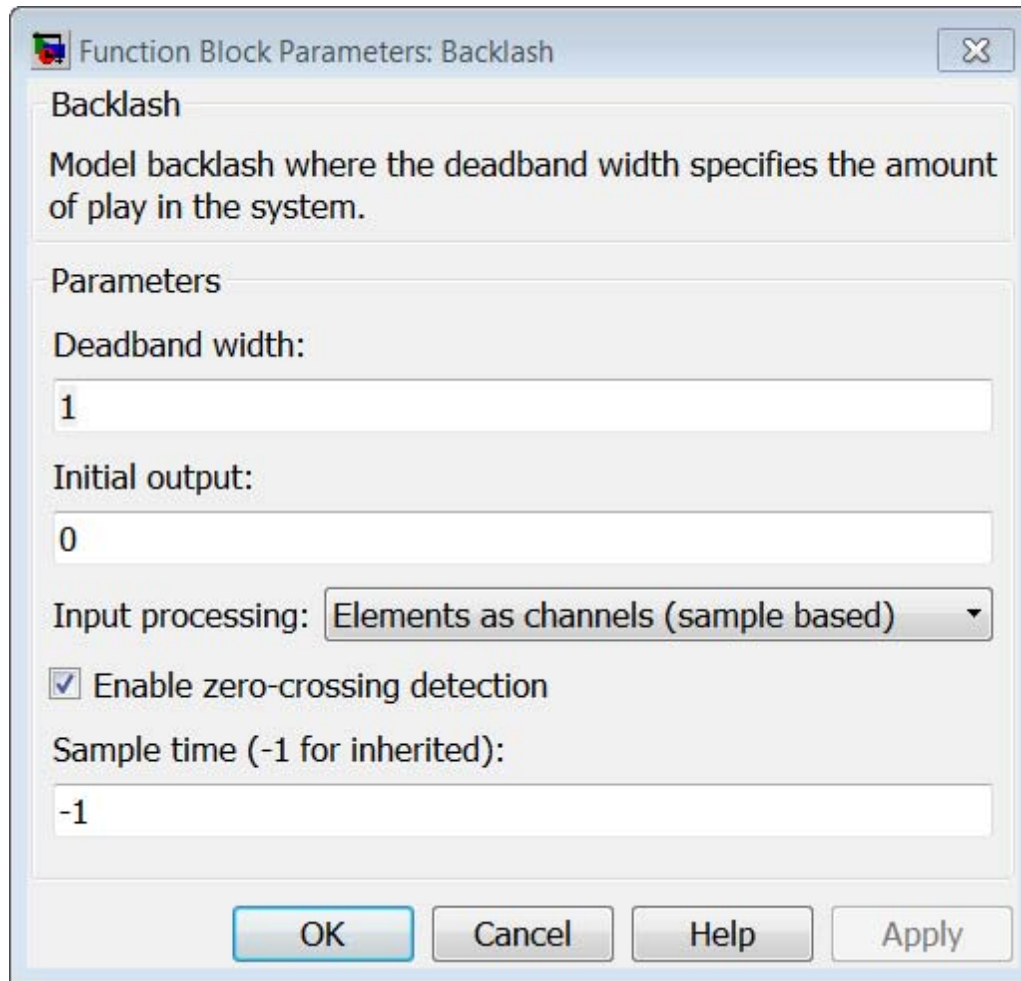 Function Block Parameters: Backlash
Backlash
Model backlash where the deadband width specifies the amount
of play in the system.
Parameters
Deadband width:
1
Initial output:
0
Input processing: Elements as channels (sample based)
Enable zero-crossing detection
Sample time (-1 for inherited):
-1
OK Cancel Help Apply